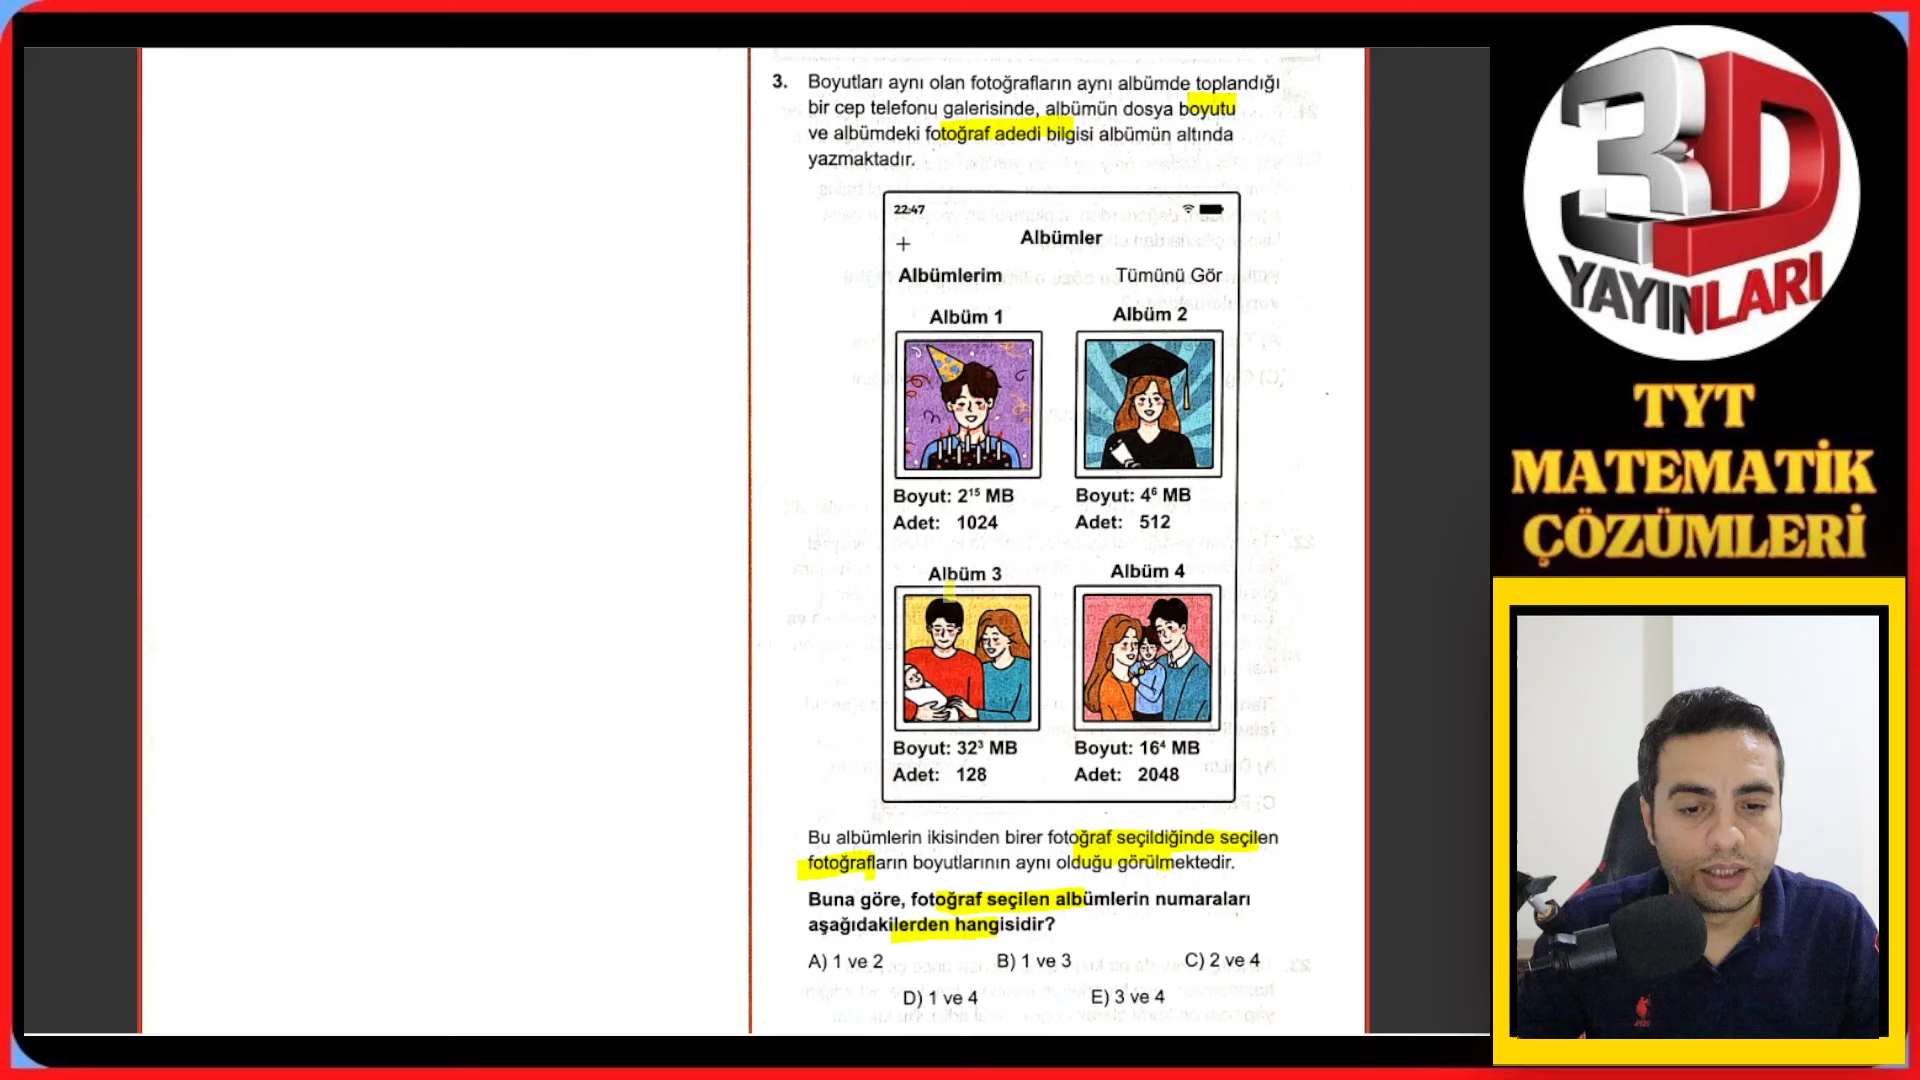 3. Boyutları aynı olan fotoğrafların aynı albümde toplandığı
bir cep telefonu galerisinde, albümün dosya boyutu
ve albümdeki fotoğraf adedi bilgisi albümün altında
yazmaktadır.
22:47
+
Albümler
Albümlerim Tümünü Gör
Albüm 1 Albüm 2
Boyut: 2¹⁵ MB Boyut: 4⁶ MB
Adet: 1024 Adet: 512
Albüm 3 Albüm 4
Boyut: 32³ MB Boyut: 16⁴ MB
Adet: 128 Adet: 2048
Bu albümlerin ikisinden birer fotoğraf seçildiğinde seçilen
fotoğrafların boyutlarının aynı olduğu görülmektedir.
Buna göre, fotoğraf seçilen albümlerin numaraları
aşağıdakilerden hangisidir?
A) 1 ve 2 B) 1 ve 3 C) 2 ve 4
D) 1 ve 4 E) 3 ve 4
3D
YAYINLARI
TYT
MATEMATİK
ÇÖZÜMLERİ